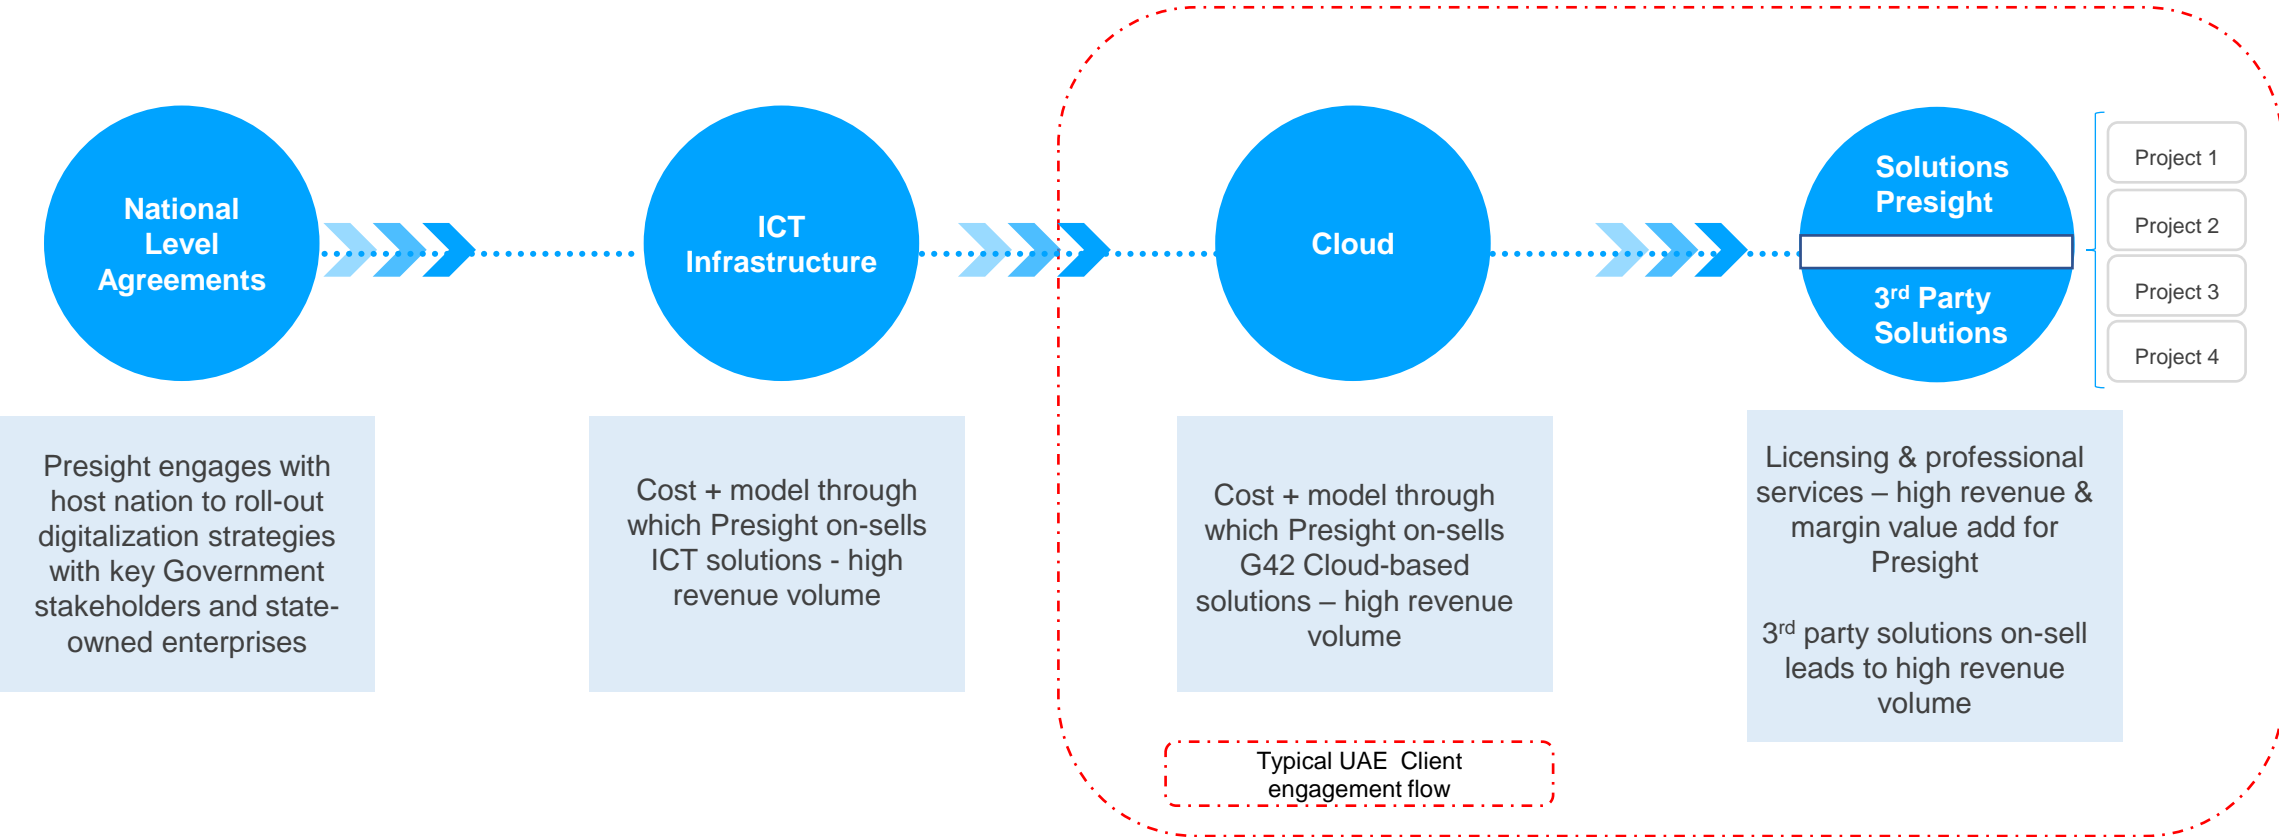 National
Level
Agreements
ICT
Infrastructure
Cloud
Solutions
Presight
3rd Party
Solutions
Project 1
Project 2
Project 3
Project 4
Presight engages with
host nation to roll-out
digitalization strategies
with key Government
stakeholders and state-
owned enterprises
Cost + model through
which Presight on-sells
ICT solutions - high
revenue volume
Cost + model through
which Presight on-sells
G42 Cloud-based
solutions – high revenue
volume
Licensing & professional
services – high revenue &
margin value add for
Presight
3rd party solutions on-sell
leads to high revenue
volume
Typical UAE Client
engagement flow